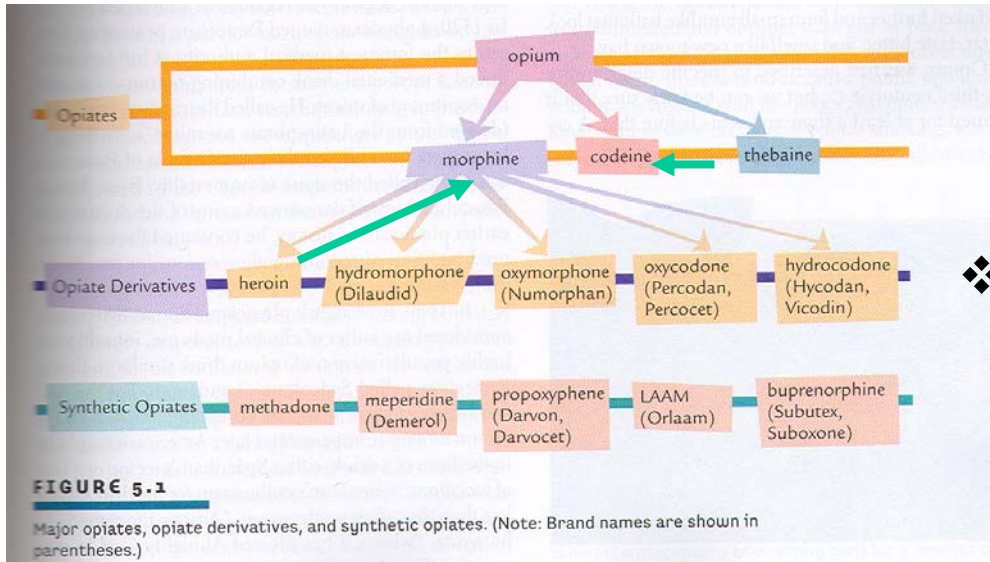 opium
Opiates
morphine
codeine
thebaine
Opiate Derivatives
heroin
hydromorphone
(Dilaudid)
oxymorphone
(Numorphan)
oxycodone
(Percodan,
Percocet)
hydrocodone
(Hycodan,
Vicodin)
Synthetic Opiates
methadone
meperidine
(Demerol)
propoxyphene
(Darvon,
Darvocet)
LAAM
(Orlaam)
buprenorphine
(Subutex,
Suboxone)
FIGURE 5.1
Major opiates, opiate derivatives, and synthetic opiates. (Note: Brand names are shown in
parentheses.)